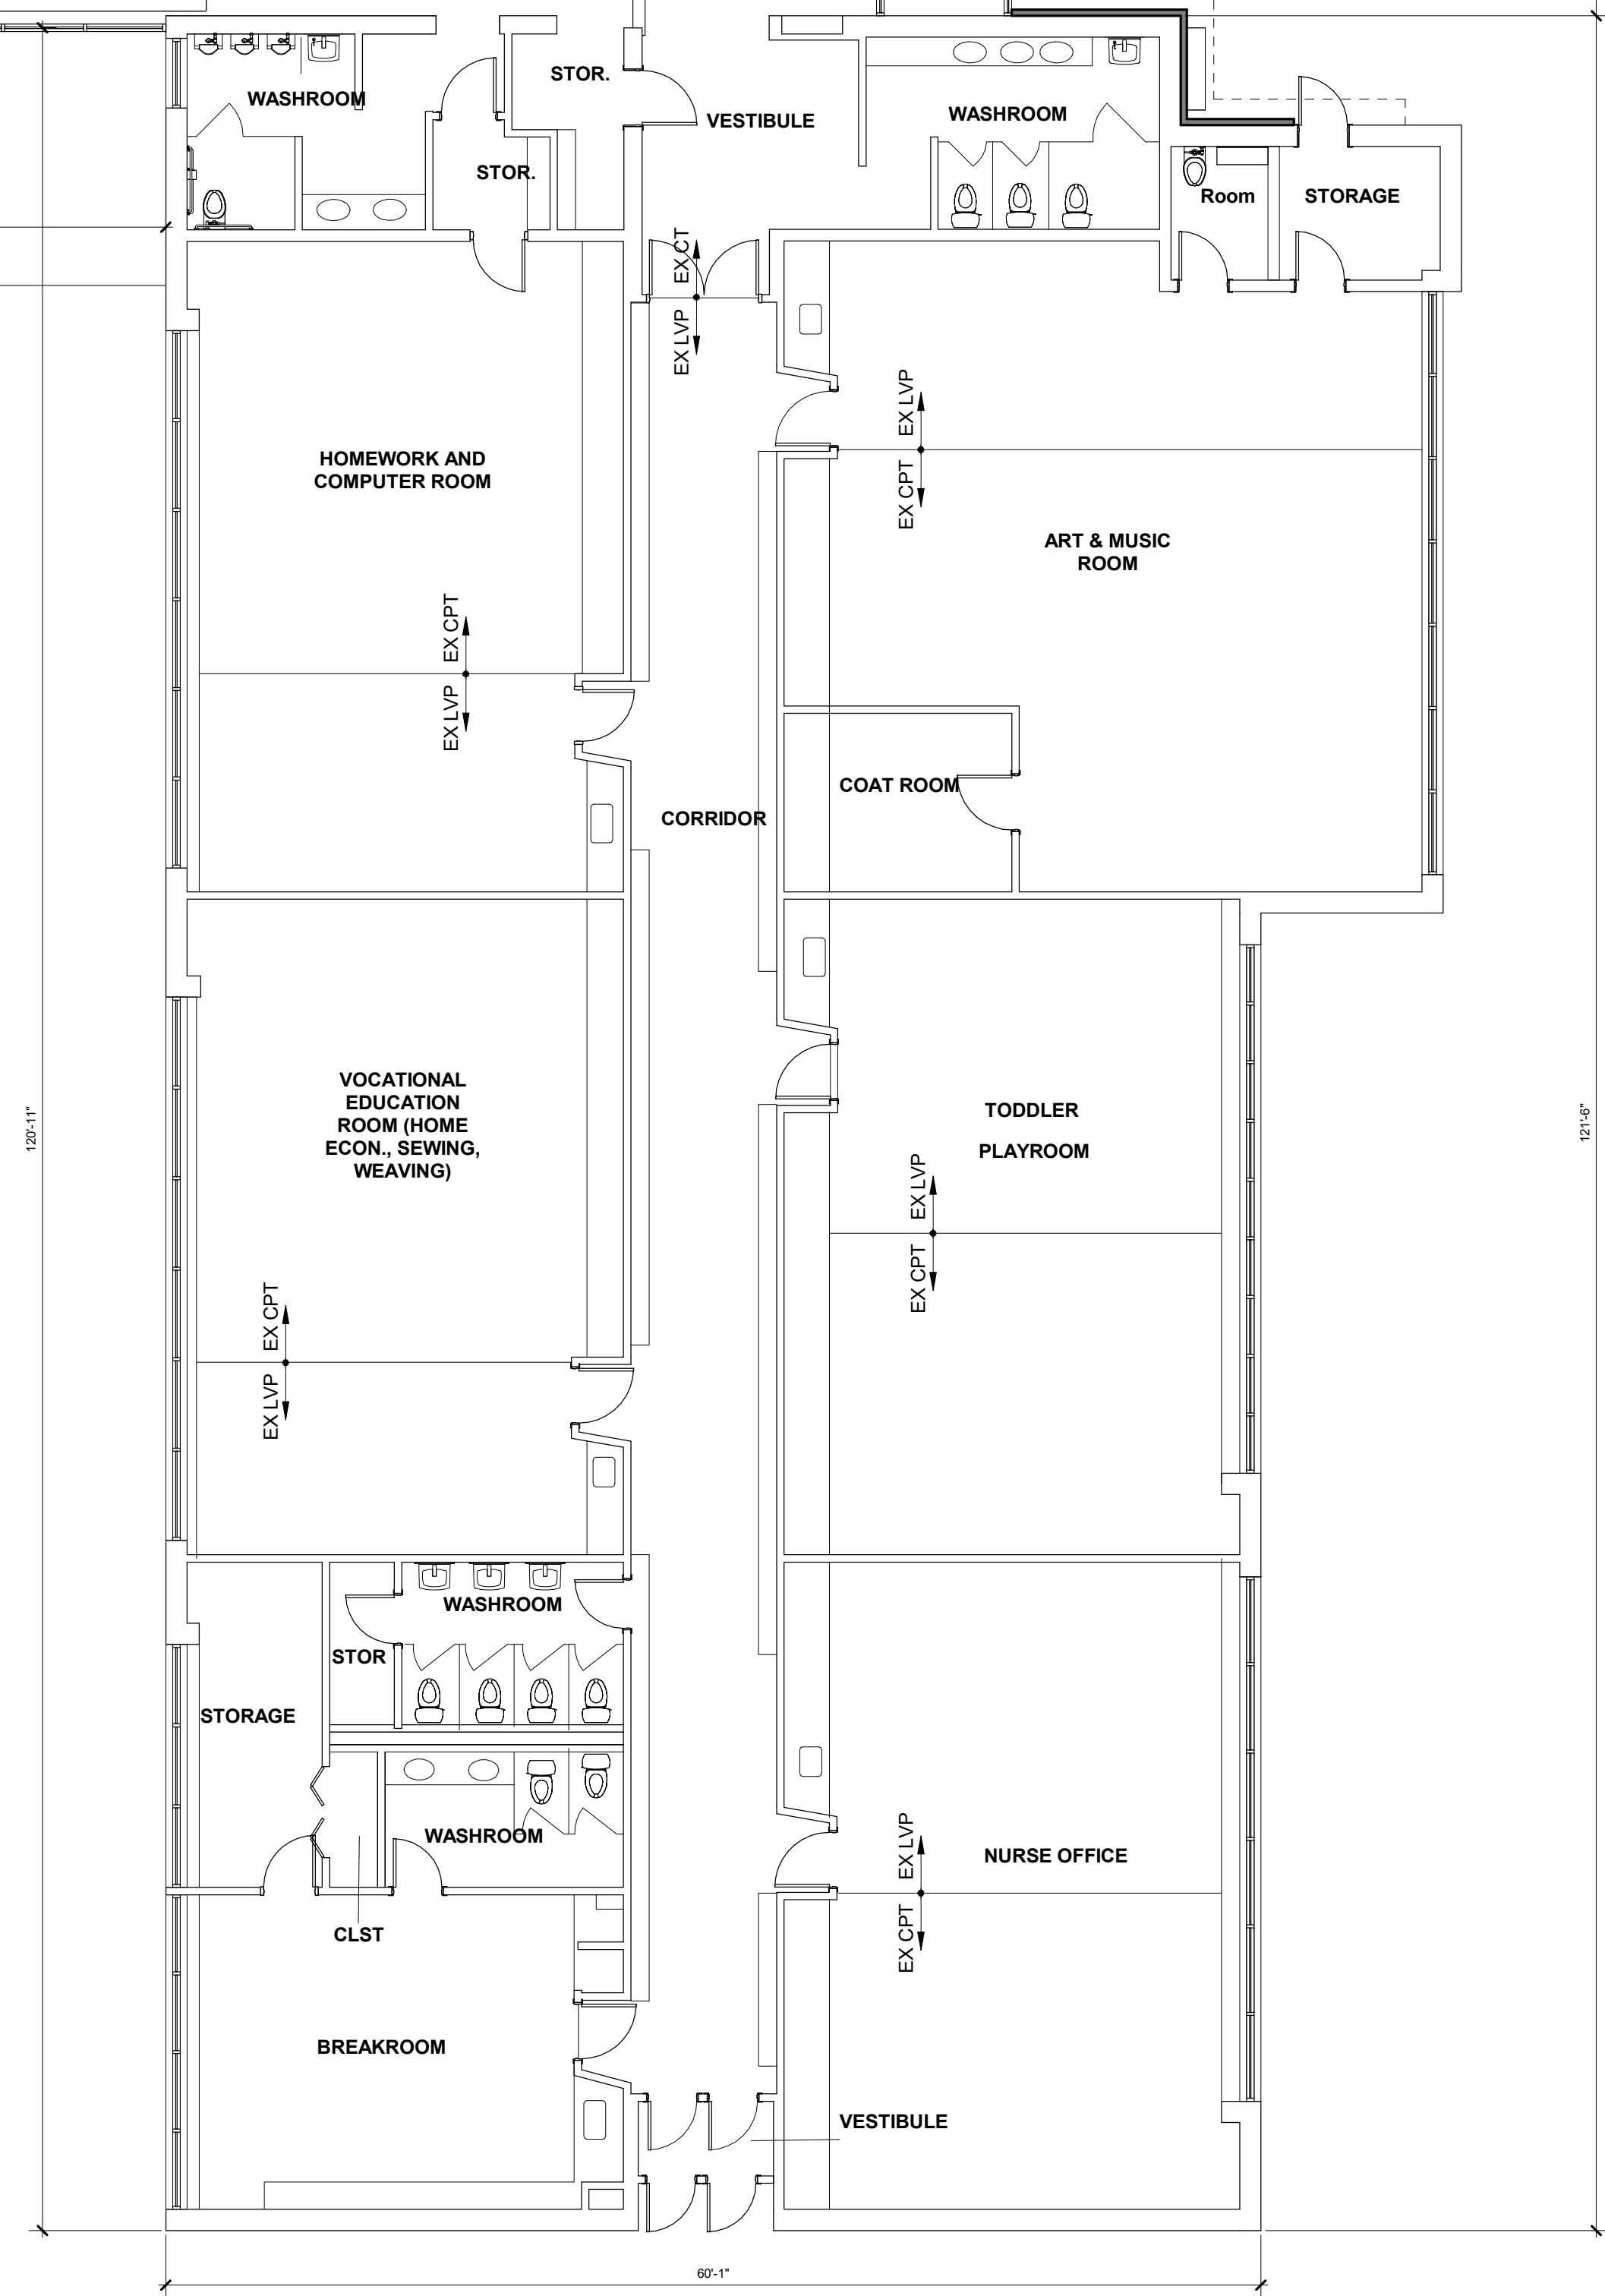 STOR.
WASHROOM
VESTIBULE
WASHROOM
STOR.
Room
STORAGE
EX CT
EX LVP
EX LVP
EX CPT
HOMEWORK AND
COMPUTER ROOM
ART & MUSIC
ROOM
EX CPT
EX LVP
COAT ROOM
CORRIDOR
VOCATIONAL
EDUCATION
ROOM (HOME
ECON., SEWING,
WEAVING)
120'-11"
121'-6"
TODDLER
PLAYROOM
EX LVP
EX CPT
EX CPT
EX LVP
WASHROOM
STOR
STORAGE
WASHROOM
EX LVP
EX CPT
NURSE OFFICE
CLST
BREAKROOM
VESTIBULE
60'-1"